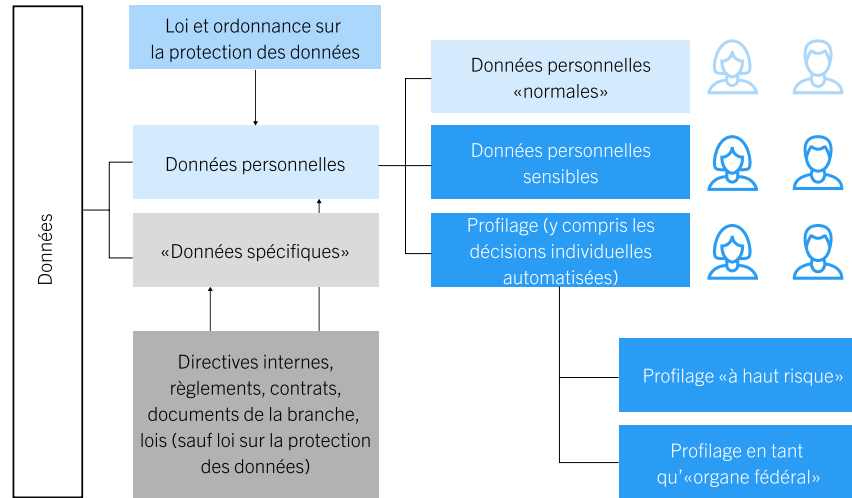 Données
Loi et ordonnance sur
la protection des données
Données personnelles
«Données spécifiques»
Directives internes,
règlements, contrats,
documents de la branche,
lois (sauf loi sur la protection
des données)
Données personnelles
«normales»
Données personnelles
sensibles
Profilage (y compris les
décisions individuelles
automatisées)
Profilage «à haut risque»
Profilage en tant
qu’«organe fédéral»